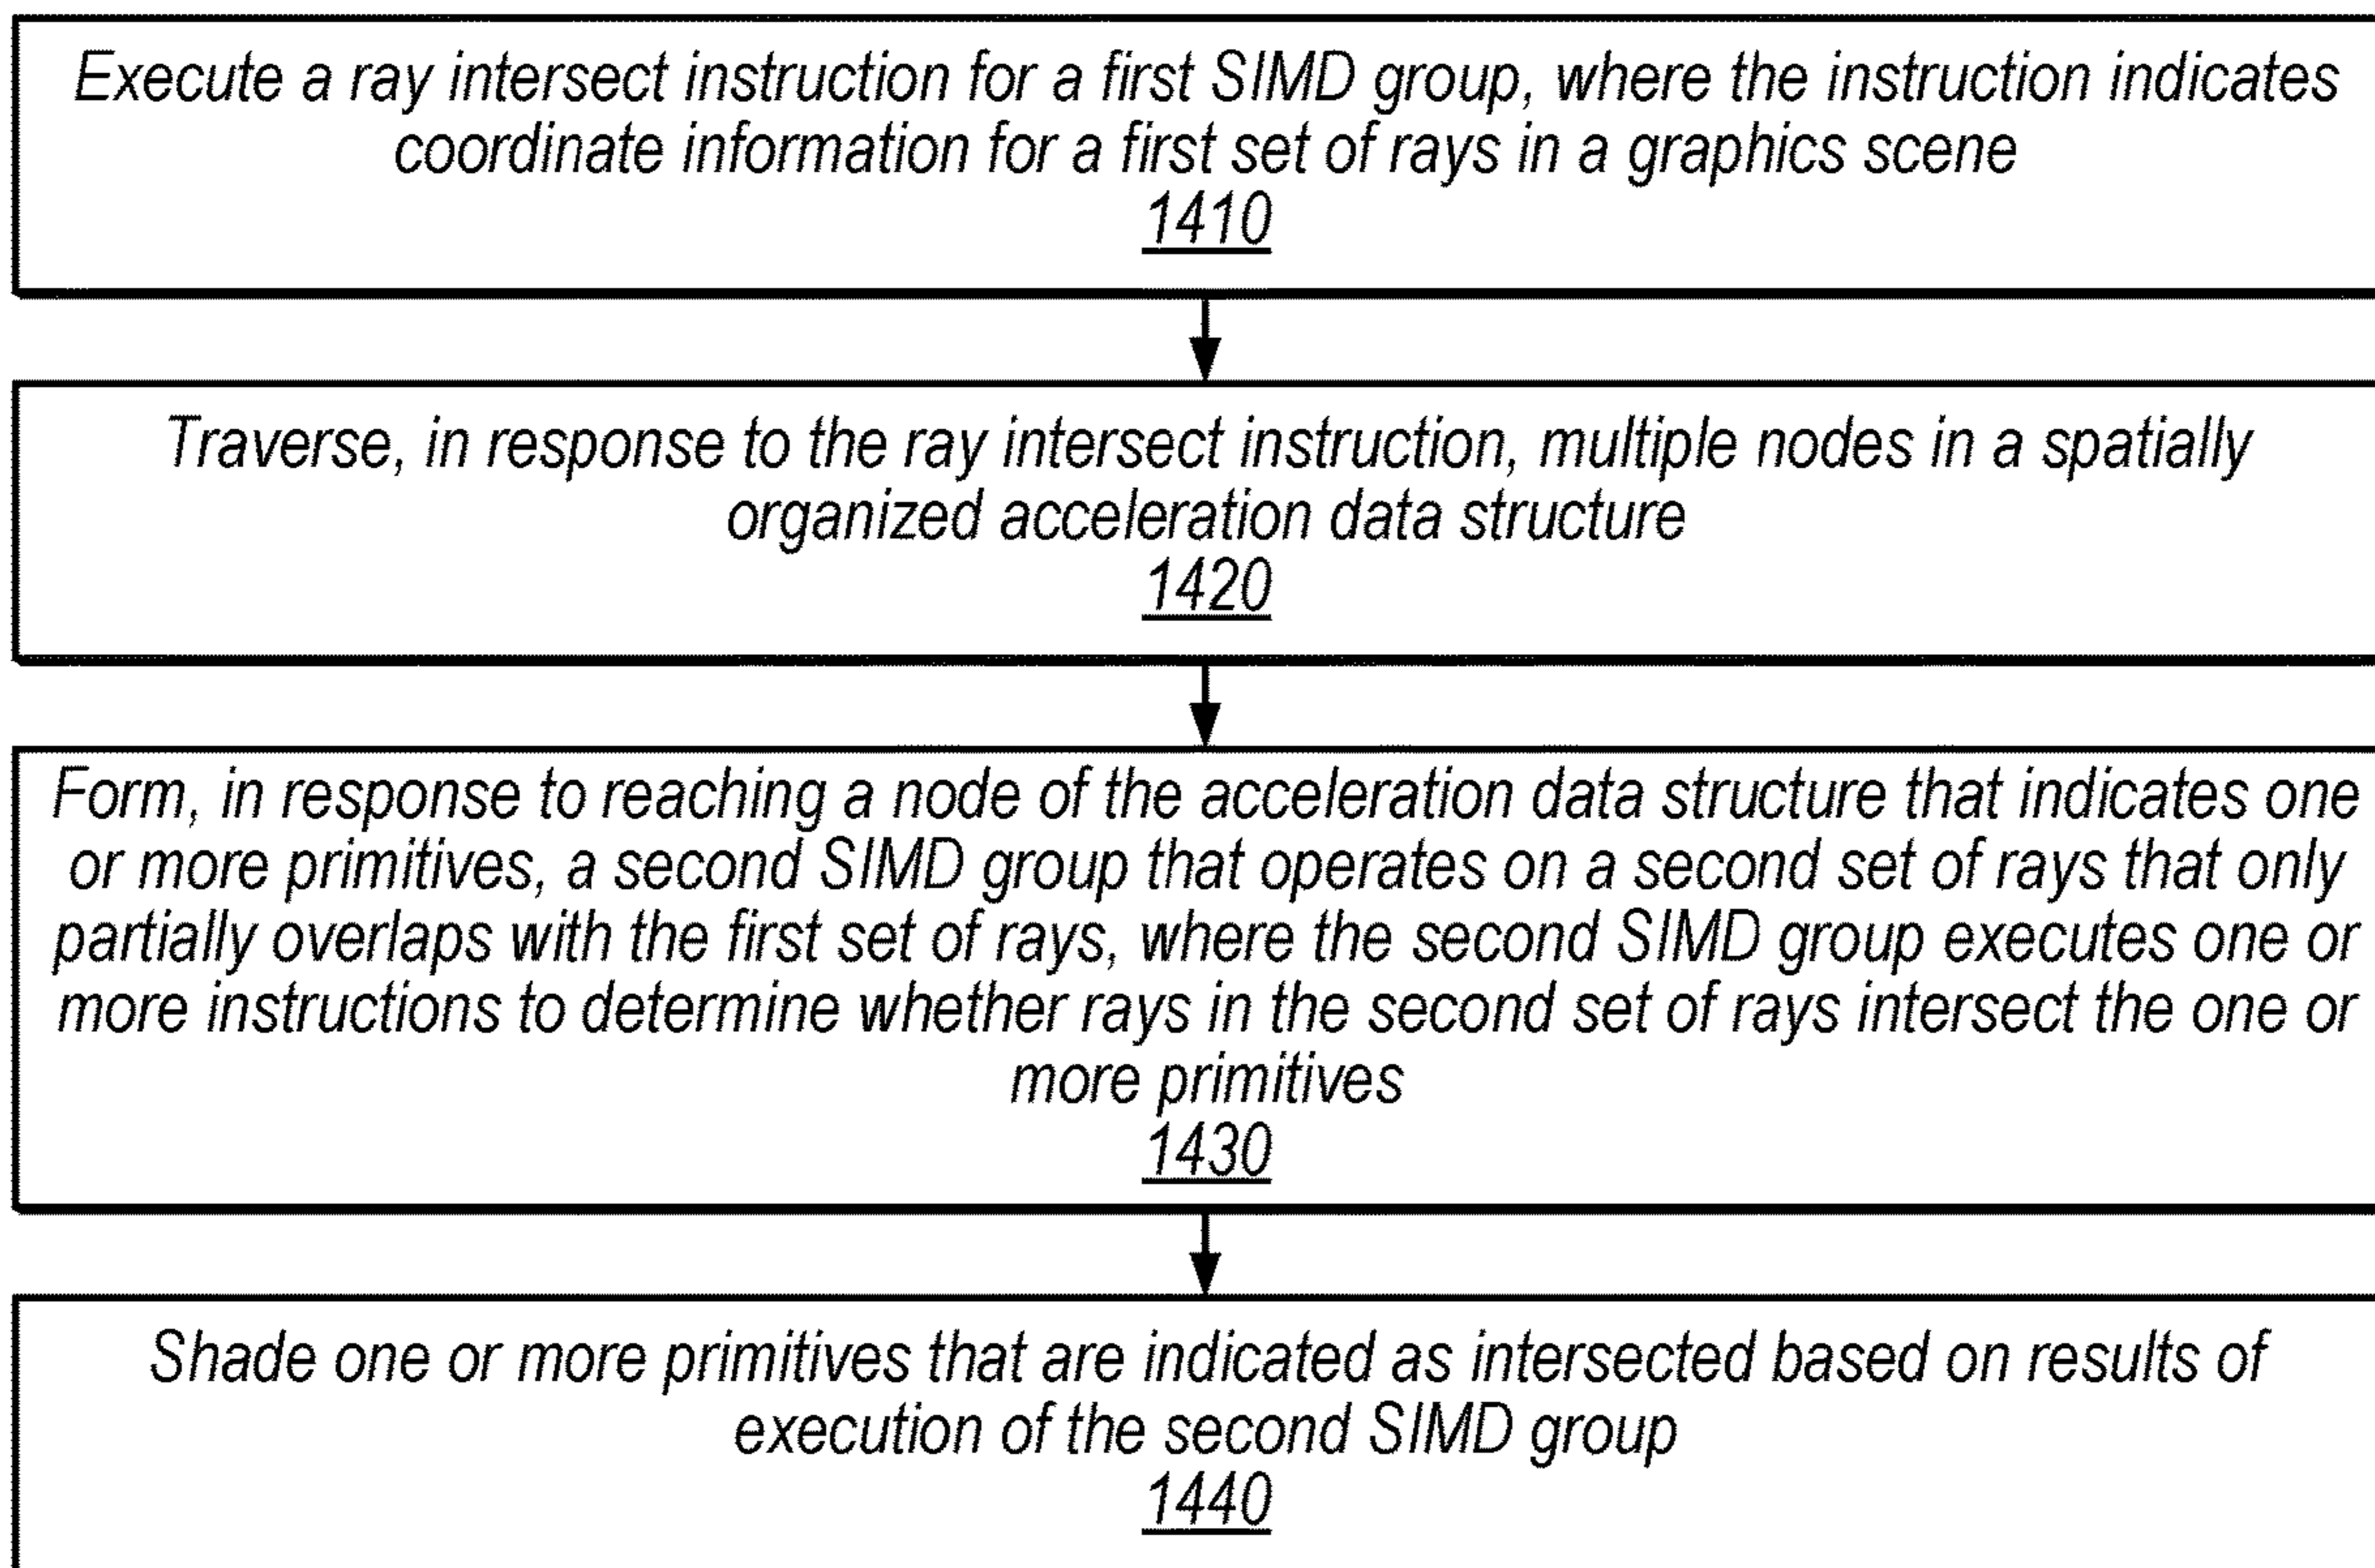 Execute a ray intersect instruction for a first SIMD group, where the instruction indicates
coordinate information for a first set of rays in a graphics scene
1410
Traverse, in response to the ray intersect instruction, multiple nodes in a spatially
organized acceleration data structure
1420
Form, in response to reaching a node of the acceleration data structure that indicates one
or more primitives, a second SIMD group that operates on a second set of rays that only
partially overlaps with the first set of rays, where the second SIMD group executes one or
more instructions to determine whether rays in the second set of rays intersect the one or
more primitives
1430
Shade one or more primitives that are indicated as intersected based on results of
execution of the second SIMD group
1440